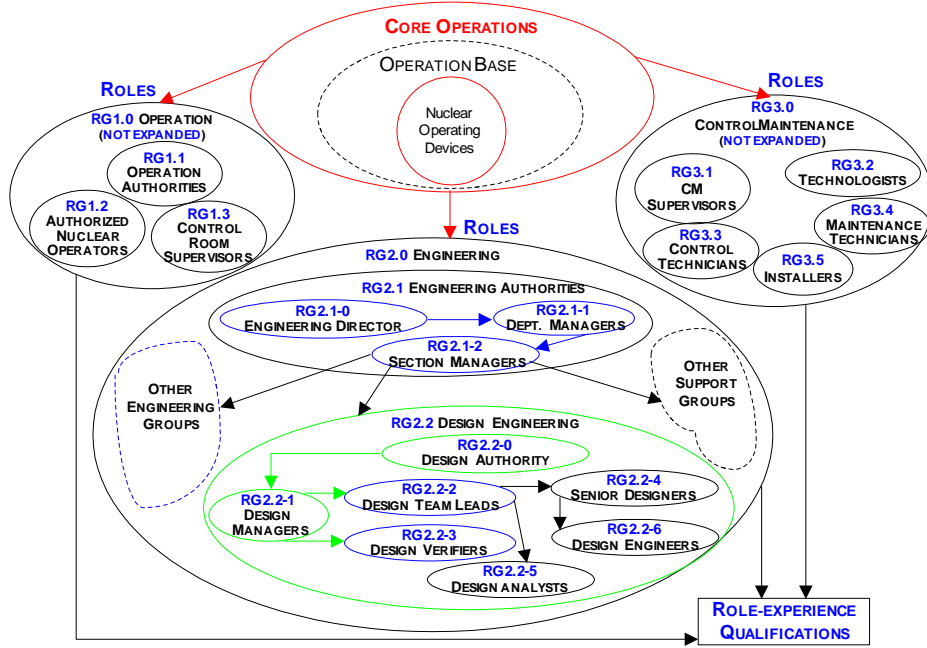 CORE OPERATIONS
OPERATION BASE
Nuclear
Operating
Devices
ROLES
RG1.0 OPERATION
(NOT EXPANDED)
RG1.1
OPERATION
AUTHORITIES
RG1.2
AUTHORIZED
NUCLEAR
OPERATORS
RG1.3
CONTROL
ROOM
SUPERVISORS
ROLES
RG3.0
CONTROLMAINTENANCE
(NOT EXPANDED)
RG3.1
CM
SUPERVISORS
RG3.2
TECHNOLOGISTS
RG3.3
CONTROL
TECHNICIANS
RG3.4
MAINTENANCE
TECHNICIANS
RG3.5
INSTALLERS
ROLES
RG2.0 ENGINEERING
RG2.1 ENGINEERING AUTHORITIES
RG2.1-0
ENGINEERING DIRECTOR
RG2.1-1
DEPT. MANAGERS
RG2.1-2
SECTION MANAGERS
OTHER
ENGINEERING
GROUPS
OTHER
SUPPORT
GROUPS
RG2.2 DESIGN ENGINEERING
RG2.2-0
DESIGN AUTHORITY
RG2.2-1
DESIGN
MANAGERS
RG2.2-2
DESIGN TEAM LEADS
RG2.2-4
SENIOR DESIGNERS
RG2.2-3
DESIGN VERIFIERS
RG2.2-6
DESIGN ENGINEERS
RG2.2-5
DESIGN ANALYSTS
ROLE-EXPERIENCE
QUALIFICATIONS